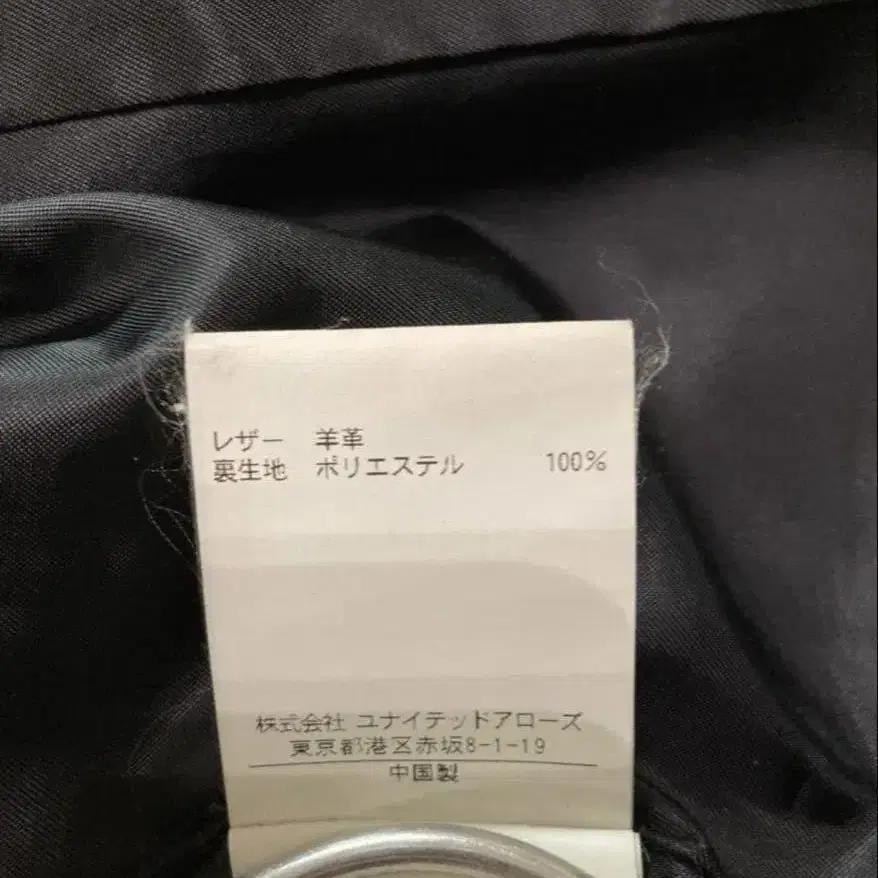 レザー 羊革
裏生地 ポリエステル 100%
株式会社 ユナイテッドアローズ
東京都港区赤坂8-1-19
中国製